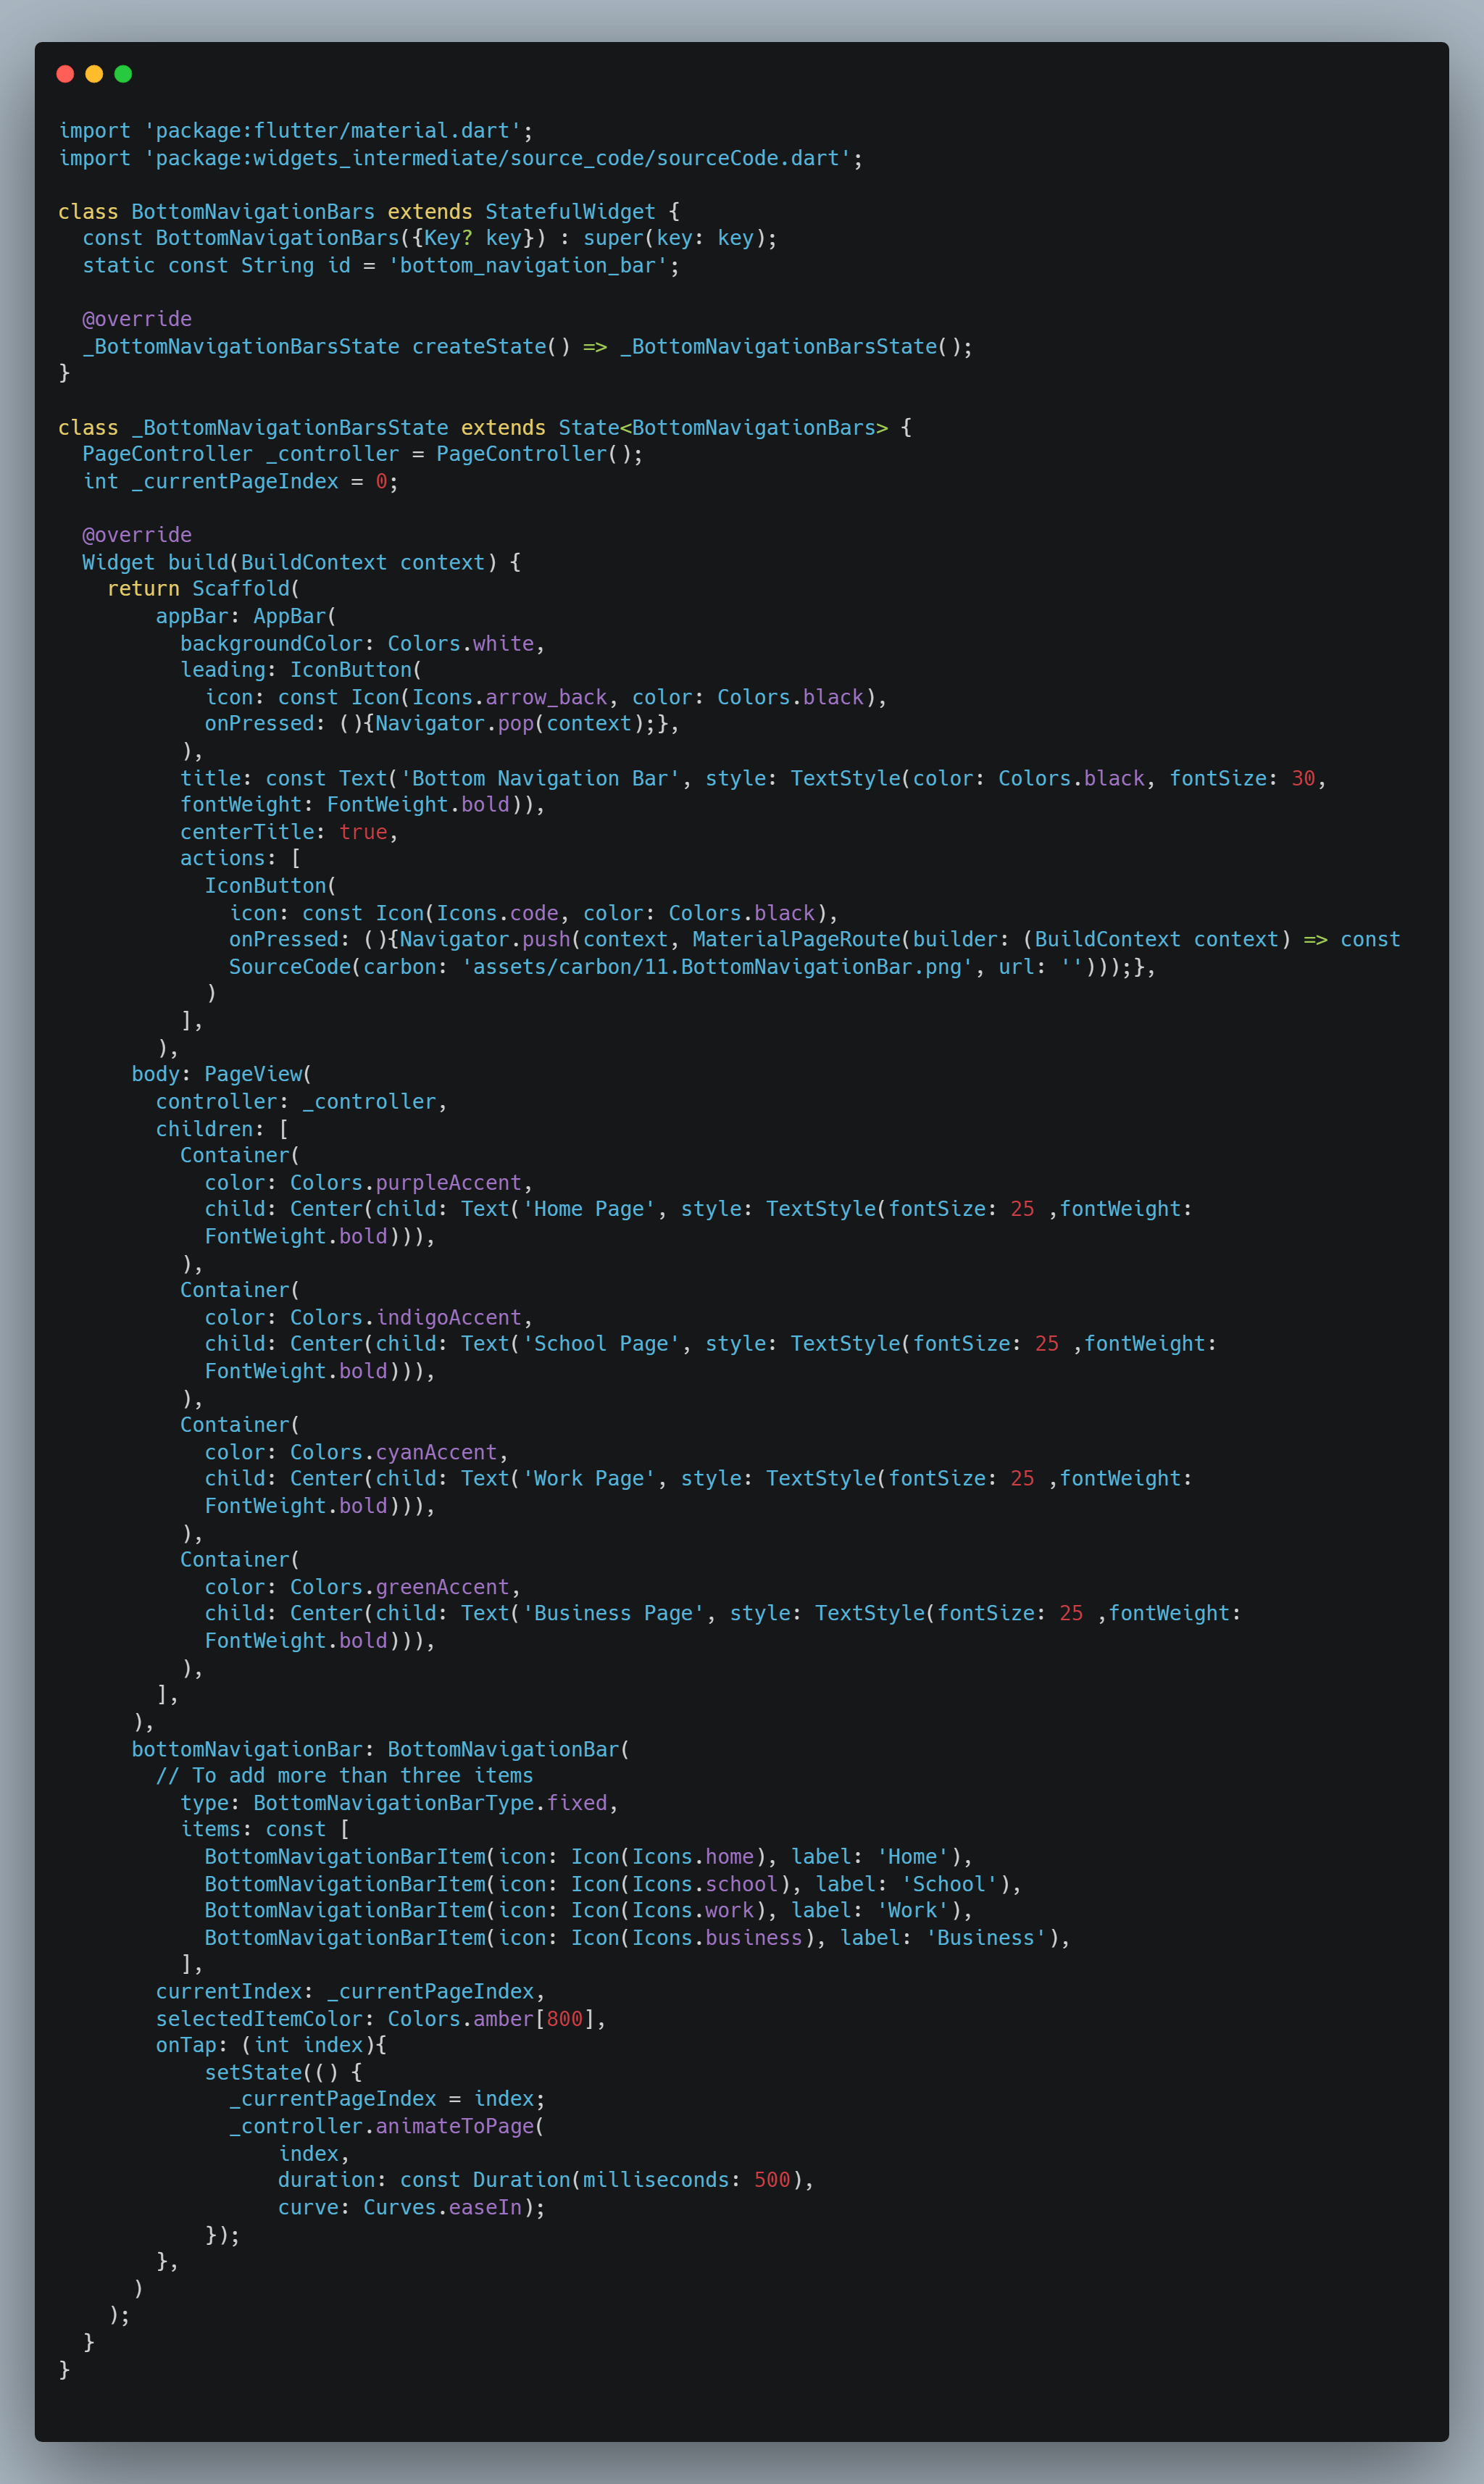 import 'package:flutter/material.dart';
import 'package:widgets_intermediate/source_code/sourceCode.dart';

class BottomNavigationBars extends StatefulWidget {
  const BottomNavigationBars({Key? key}) : super(key: key);
  static const String id = 'bottom_navigation_bar';

  @override
  _BottomNavigationBarsState createState() => _BottomNavigationBarsState();
}

class _BottomNavigationBarsState extends State<BottomNavigationBars> {
  PageController _controller = PageController();
  int _currentPageIndex = 0;

  @override
  Widget build(BuildContext context) {
    return Scaffold(
        appBar: AppBar(
          backgroundColor: Colors.white,
          leading: IconButton(
            icon: const Icon(Icons.arrow_back, color: Colors.black),
            onPressed: (){Navigator.pop(context);},
          ),
          title: const Text('Bottom Navigation Bar', style: TextStyle(color: Colors.black, fontSize: 30,
          fontWeight: FontWeight.bold)),
          centerTitle: true,
          actions: [
            IconButton(
              icon: const Icon(Icons.code, color: Colors.black),
              onPressed: (){Navigator.push(context, MaterialPageRoute(builder: (BuildContext context) => const
              SourceCode(carbon: 'assets/carbon/11.BottomNavigationBar.png', url: '')));},
            )
          ],
        ),
      body: PageView(
        controller: _controller,
        children: [
          Container(
            color: Colors.purpleAccent,
            child: Center(child: Text('Home Page', style: TextStyle(fontSize: 25 ,fontWeight:
            FontWeight.bold))),
          ),
          Container(
            color: Colors.indigoAccent,
            child: Center(child: Text('School Page', style: TextStyle(fontSize: 25 ,fontWeight:
            FontWeight.bold))),
          ),
          Container(
            color: Colors.cyanAccent,
            child: Center(child: Text('Work Page', style: TextStyle(fontSize: 25 ,fontWeight:
            FontWeight.bold))),
          ),
          Container(
            color: Colors.greenAccent,
            child: Center(child: Text('Business Page', style: TextStyle(fontSize: 25 ,fontWeight:
            FontWeight.bold))),
          ),
        ],
      ),
      bottomNavigationBar: BottomNavigationBar(
        // To add more than three items
          type: BottomNavigationBarType.fixed,
          items: const [
            BottomNavigationBarItem(icon: Icon(Icons.home), label: 'Home'),
            BottomNavigationBarItem(icon: Icon(Icons.school), label: 'School'),
            BottomNavigationBarItem(icon: Icon(Icons.work), label: 'Work'),
            BottomNavigationBarItem(icon: Icon(Icons.business), label: 'Business'),
          ],
        currentIndex: _currentPageIndex,
        selectedItemColor: Colors.amber[800],
        onTap: (int index){
            setState(() {
              _currentPageIndex = index;
              _controller.animateToPage(
                  index,
                  duration: const Duration(milliseconds: 500),
                  curve: Curves.easeIn);
            });
        },
      )
    );
  }
}